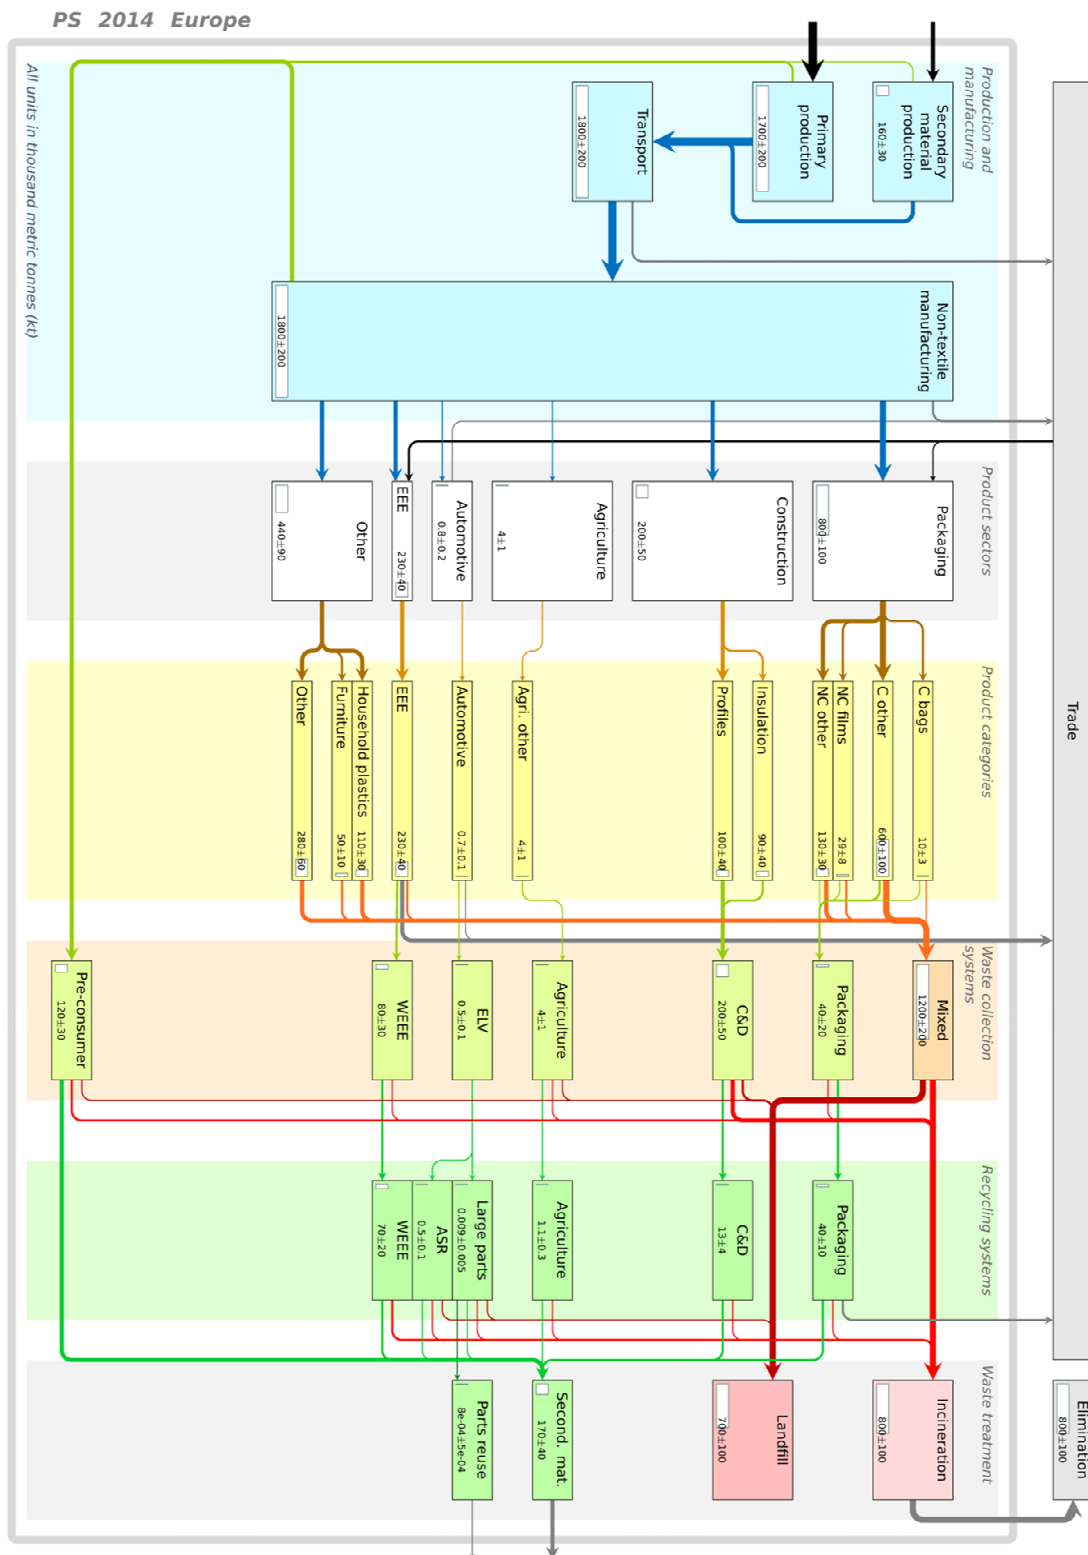 PS 2014 Europe
All units in thousand metric tonnes (kt)
Production and
manufacturing
Secondary
material
production
160±30
Primary
production
1700±200
Transport
1800±200
Non-textile
manufacturing
1800±200
Trade
Product sectors
Packaging
800±100
Construction
200±50
Agriculture
4±1
Automotive
0.8±0.2
EEE
230±40
Other
440±90
Product categories
C bags
10±3
C other
600±100
NC films
29±8
NC other
130±30
Insulation
90±40
Profiles
100±40
Agri. other
4±1
Automotive
0.7±0.1
EEE
230±40
Household plastics
110±30
Furniture
50±10
Other
280±60
Waste collection
systems
Mixed
1200±200
Packaging
40±20
C&D
200±50
Agriculture
4±1
ELV
0.5±0.1
WEEE
80±30
Pre-consumer
120±30
Recycling systems
Packaging
40±10
C&D
13±4
Agriculture
1.1±0.3
Large parts
0.009±0.005
ASR
0.5±0.1
WEEE
70±20
Waste treatment
Incineration
800±100
Landfill
700±100
Second. mat.
170±40
Parts reuse
8e-04±5e-04
Elimination
800±100